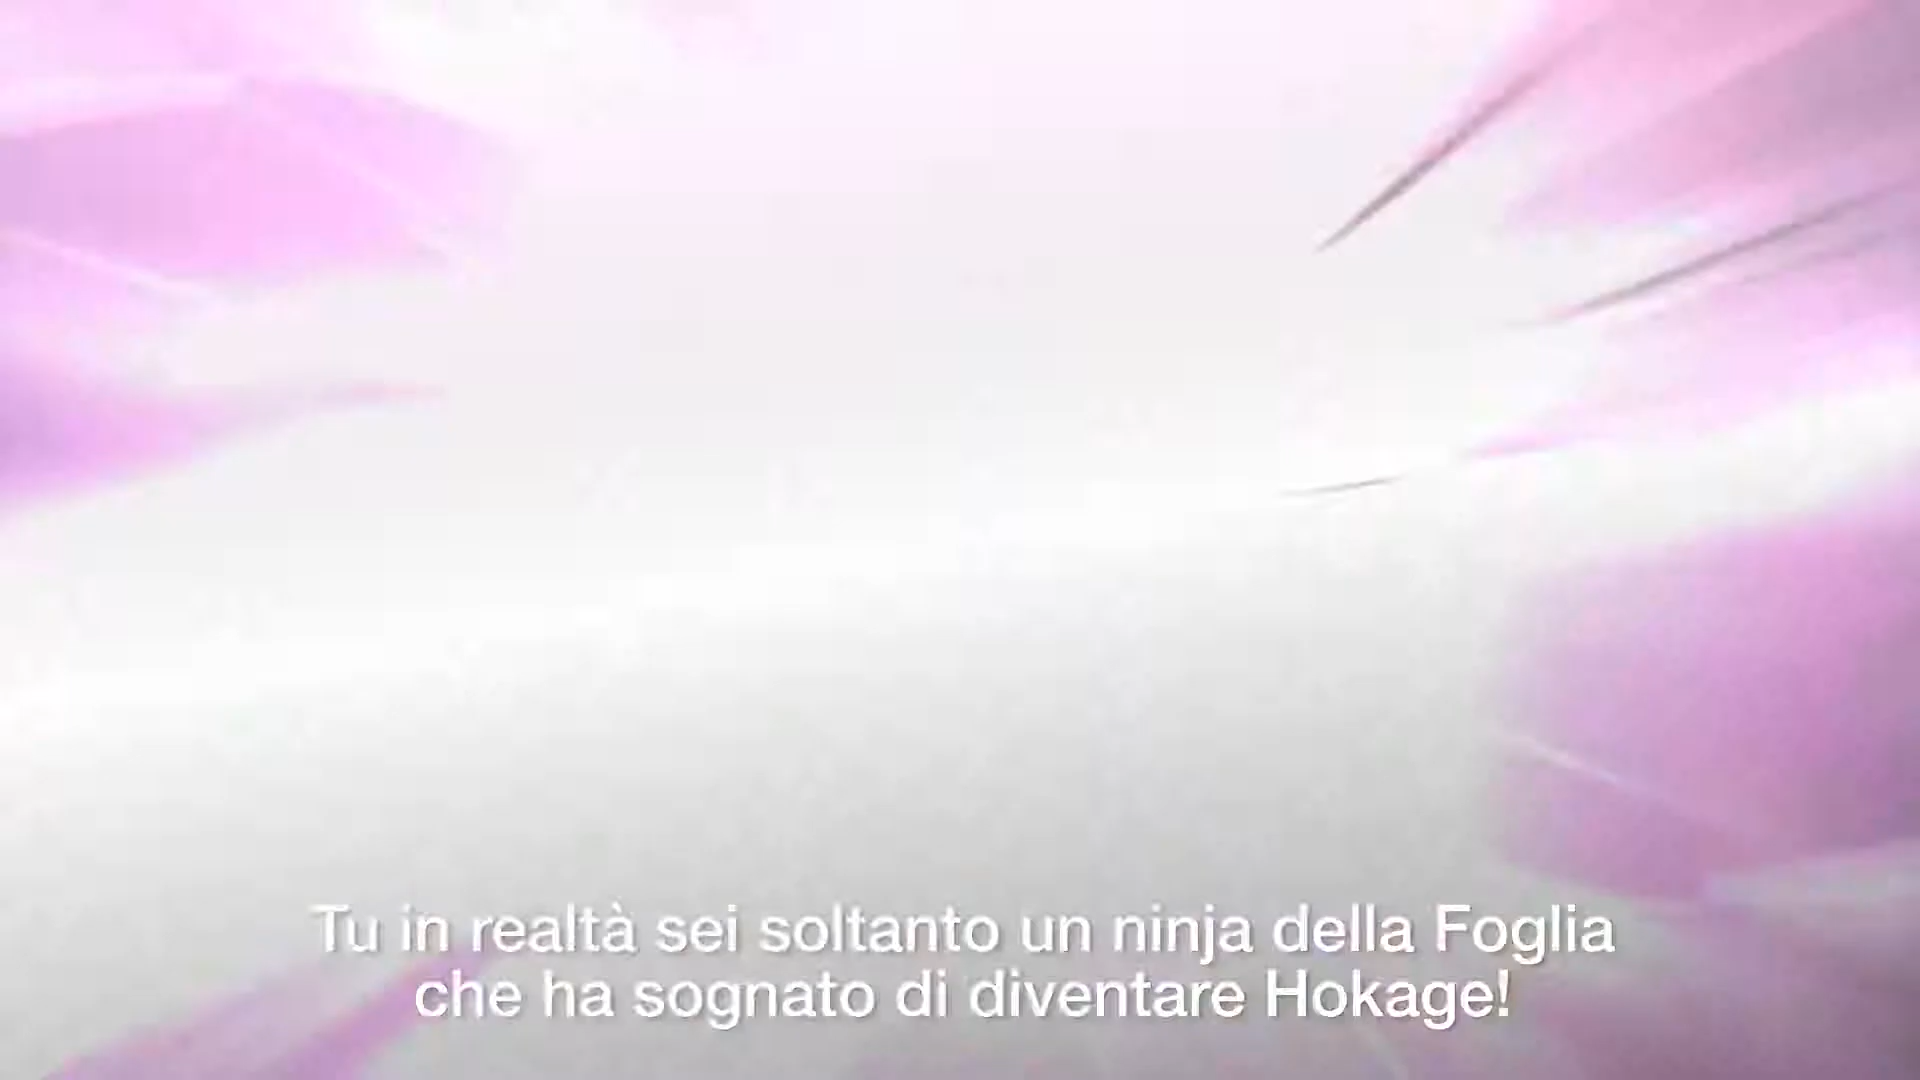 Tu in realtà sei soltanto un ninja della Foglia
che ha sognato di diventare Hokage!